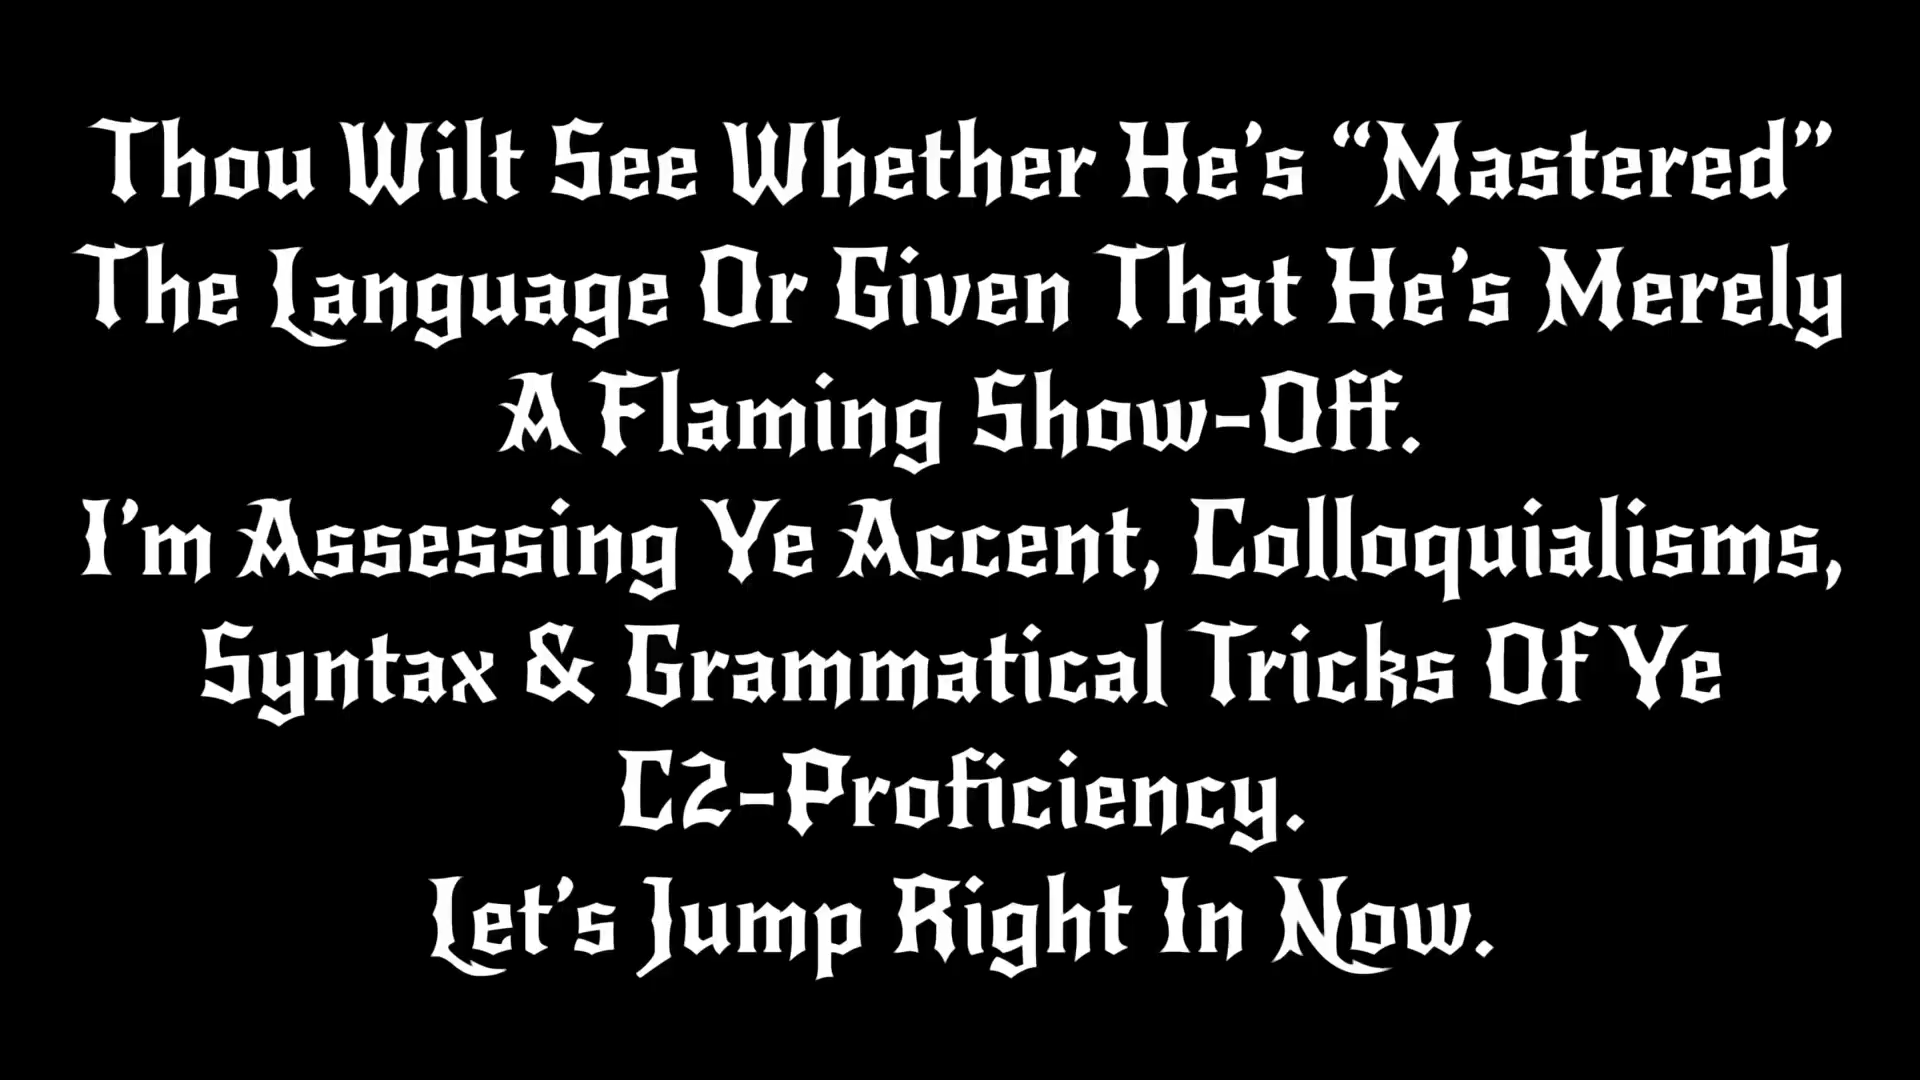 Thou Wilt See Whether He's “Mastered”
The Language Or Given That He's Merely
A Flaming Show-Off.
I'm Assessing Ye Accent, Colloquialisms,
Syntax & Grammatical Tricks Of Ye
C2-Proficiency.
Let's Jump Right In Now.